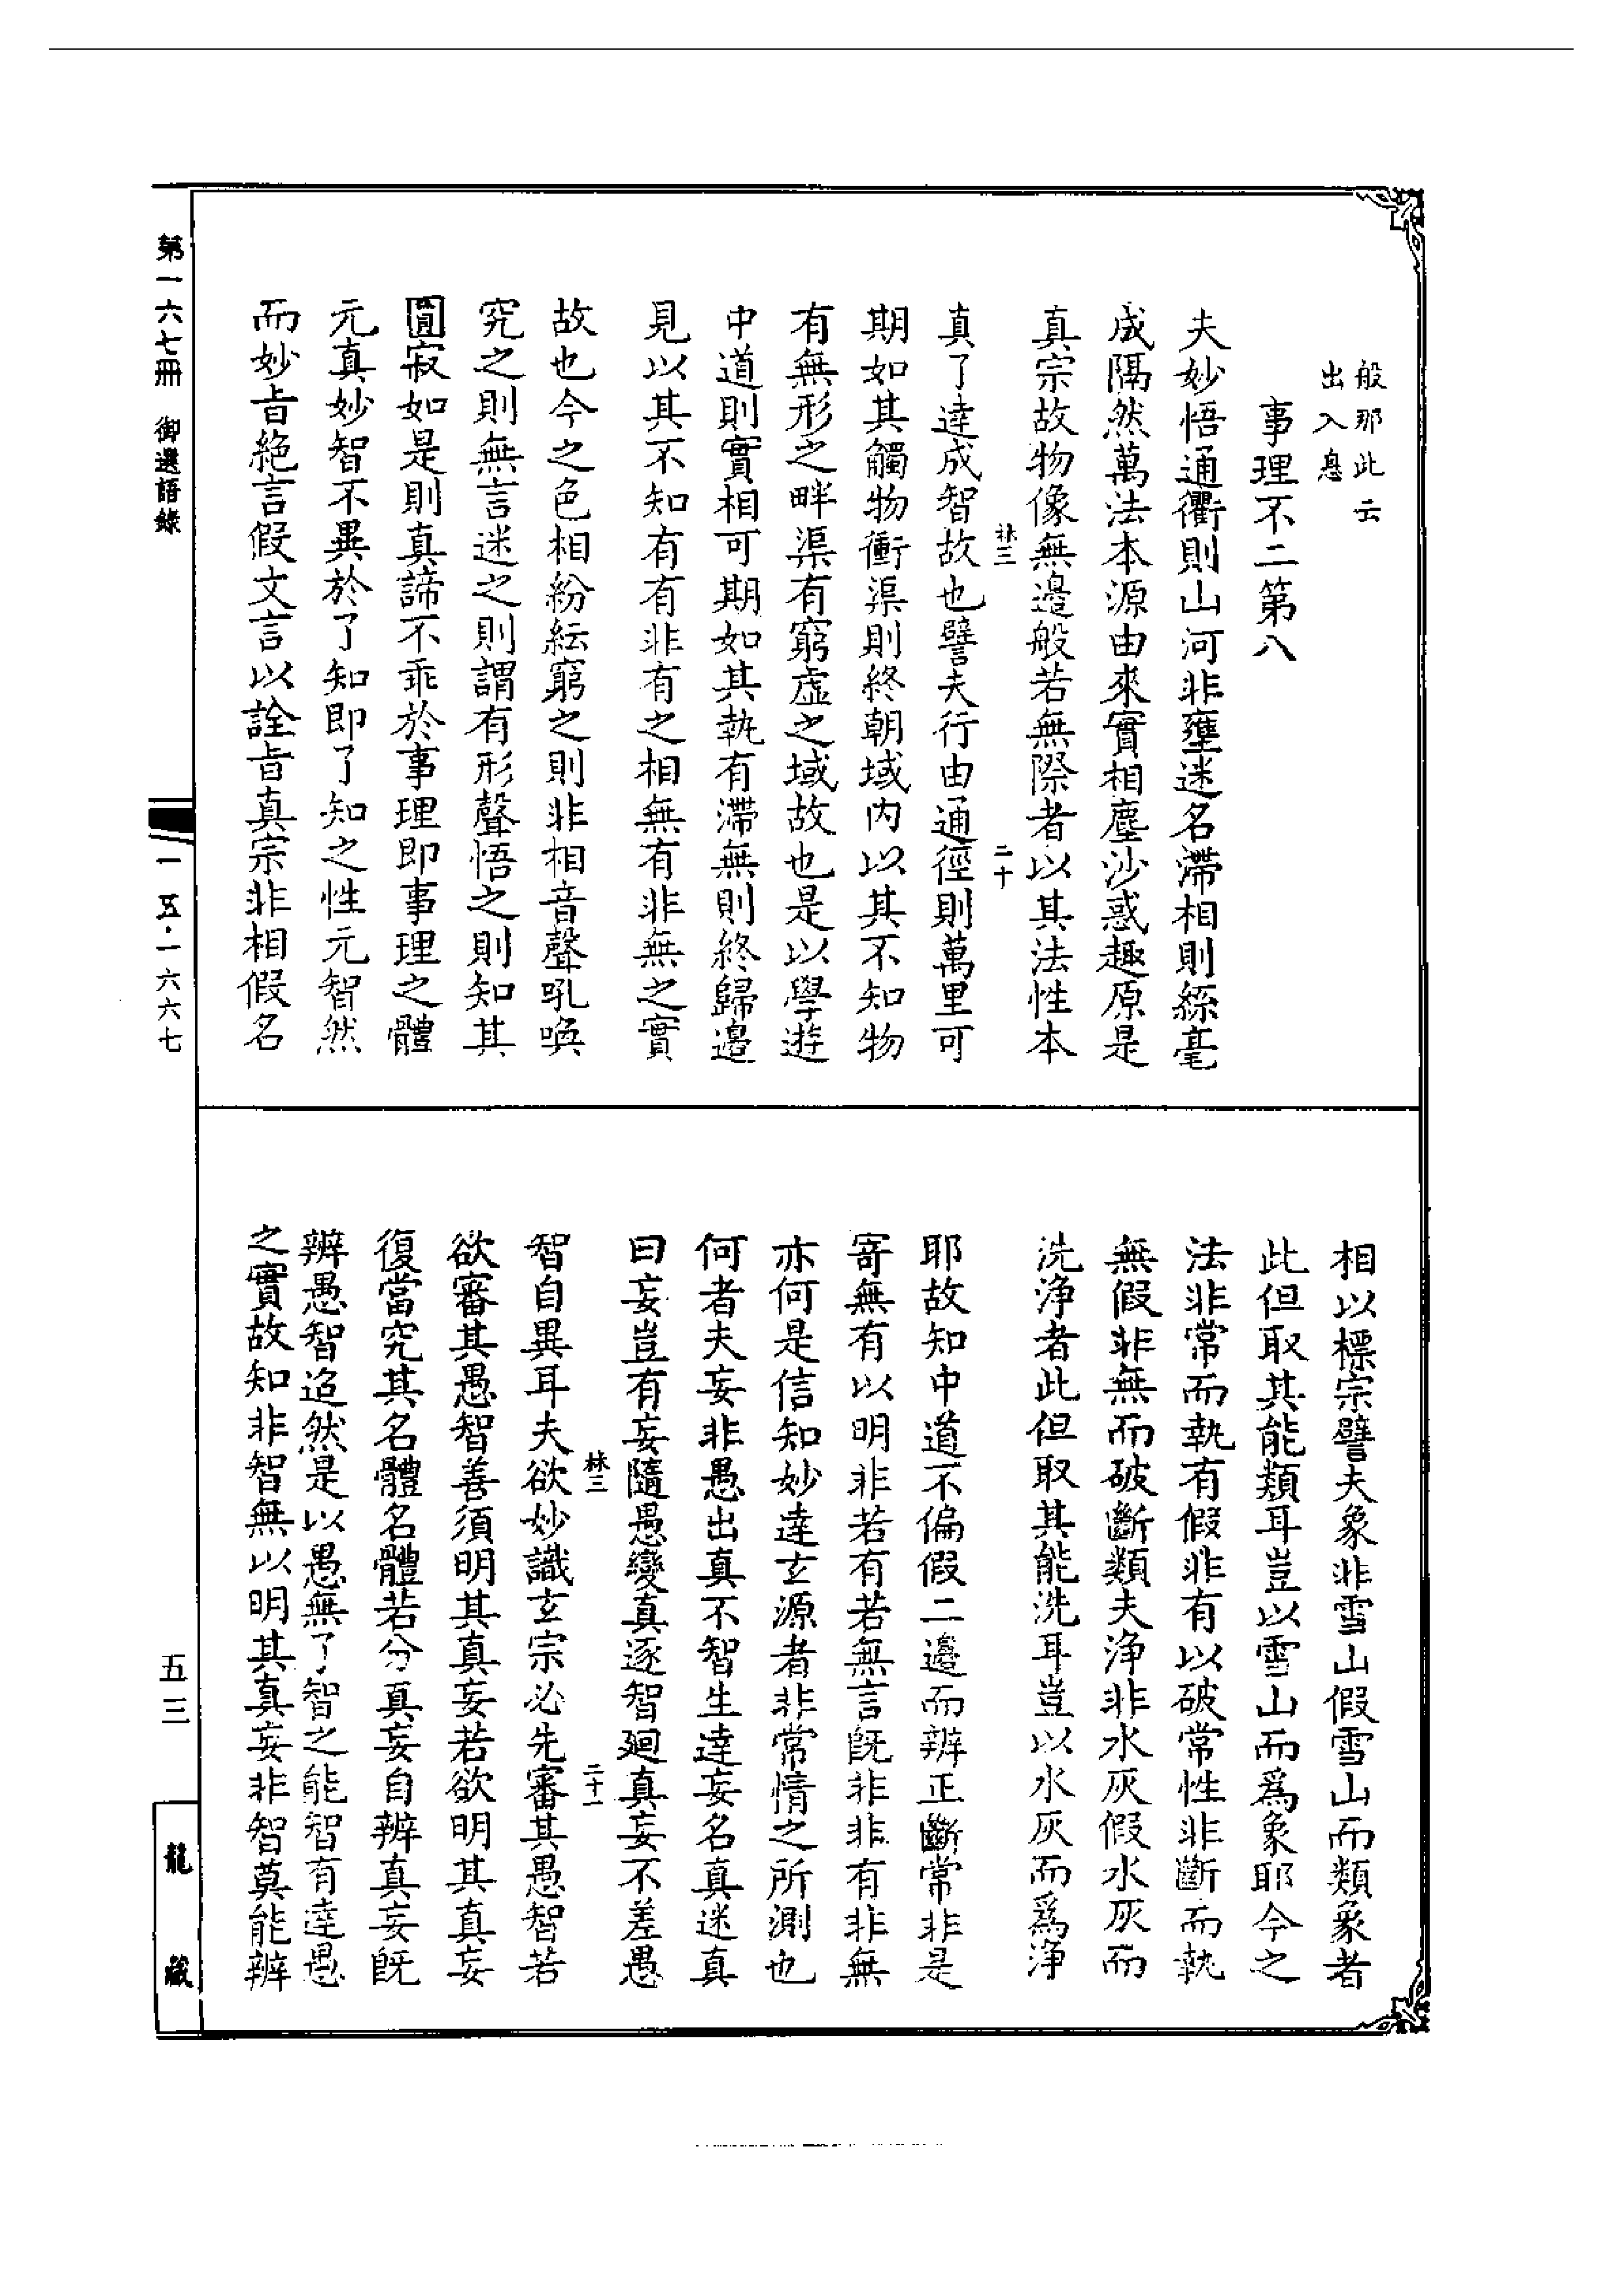 般那此云
出入息
事理不二第八
夫妙悟通衢則山河非壅迷名滯相則絲毫
成隔然萬法本源由來實相塵沙惑趣原是
真宗故物像無邊般若無際者以其法性本
林三
二十
真了達成智故也譬夫行由通徑則萬里可
期如其觸物衝渠則終朝域内以其不知物
有無形之畔渠有窮虛之域故也是以學遊
中道則實相可期如其執有滯無則終歸邊
見以其不知有有非有之相無有非無之實
故也今之色相紛紜窮之則非相音聲吼喚
究之則無言迷之則謂有形聲悟之則知其
圓寂如是則真諦不乖於事理即事理之體
元真妙智不異於了知即了知之性元智然
而妙旨絶言假文言以詮旨真宗非相假名
相以標宗譬夫象非雪山假雪山而類象者
此但取其能類耳豈以雪山而爲象耶今之
法非常而執有假非有以破常性非斷而執
無假非無而破斷類夫淨非水灰假水灰而
洗淨者此但取其能洗耳豈以水灰而爲淨
耶故知中道不偏假二邊而辨正斷常非是
寄無有以明非若有若無言旣非非有非無
亦何是信知妙達玄源者非常情之所測也
何者夫妄非愚出真不智生達妄名真迷真
曰妄豈有妄隨愚變真逐智廻真妄不差愚
林三
二十一
智自異耳夫欲妙識玄宗必先審其愚智若
欲審其愚智善須明其真妄若欲明其真妄
復當究其名體名體若分真妄自辨真妄旣
辨愚智迢然是以愚無了智之能智有達愚
之實故知非智無以明其真妄非智莫能辨
第一六七冊 御選語錄
一五·一六六七
五三
龍藏